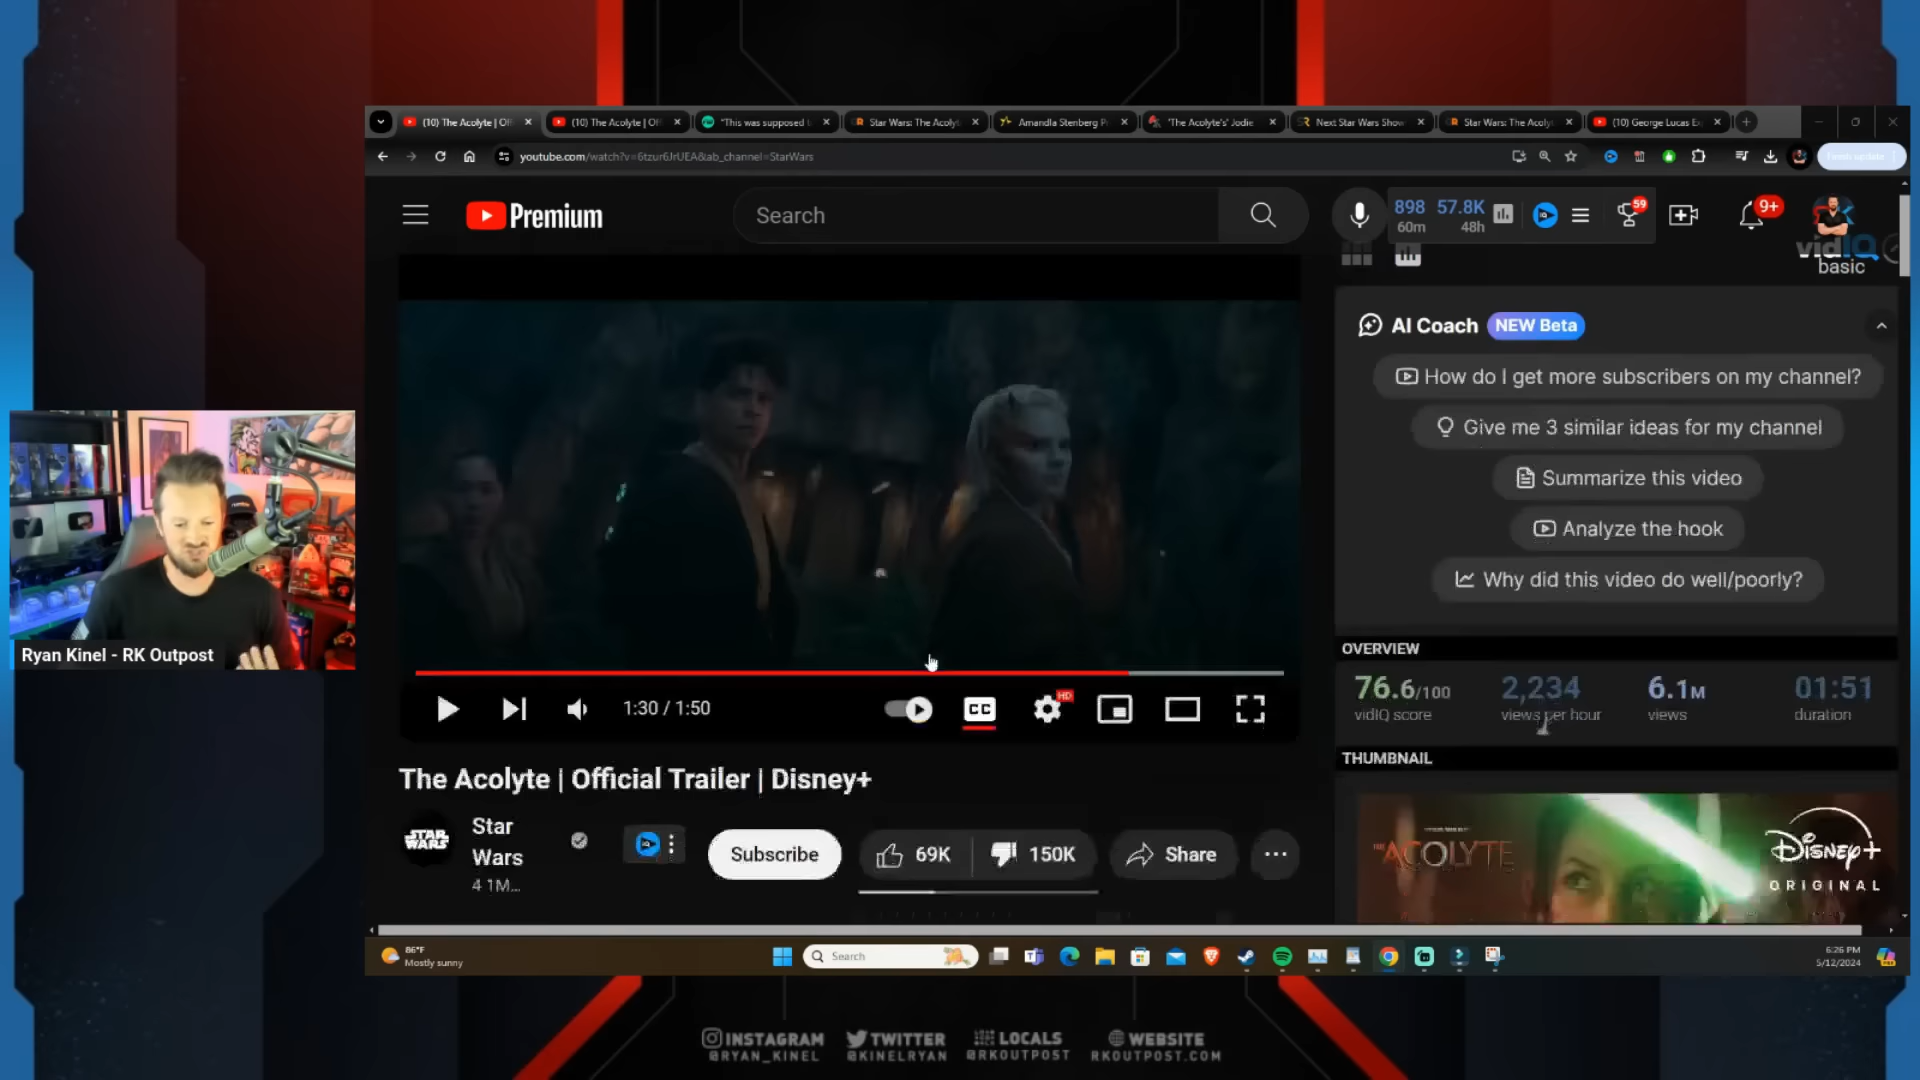 (10) The Acolyte | Of
(10) The Acolyte | Of
"This was supposed t
Star Wars: The Acoly
Amandla Stenberg P
'The Acolyte's' Jodie
Next Star Wars Show
Star Wars: The Acoly
(10) George Lucas E
youtube.com/watch?v=6tzur6JrUEA&ab_channel=StarWars
Finish update
Premium
Search
898
60m
57.8K
48h
59
9+
vidIQ
basic
AI Coach NEW Beta
How do I get more subscribers on my channel?
Give me 3 similar ideas for my channel
Summarize this video
Analyze the hook
Why did this video do well/poorly?
Ryan Kinel - RK Outpost
OVERVIEW
76.6/100
vidIQ score
2,234
views per hour
6.1M
views
01:51
duration
1:30 / 1:50
CC
HD
THUMBNAIL
The Acolyte | Official Trailer | Disney+
STAR WARS
Star Wars
4.1M...
Subscribe
69K
150K
Share
THE ACOLYTE
Disney+
ORIGINAL
86°F
Mostly sunny
Search
6:26 PM
5/12/2024
INSTAGRAM
@RYAN_KINEL
TWITTER
@KINELRYAN
LOCALS
@RKOUTPOST
WEBSITE
RKOUTPOST.COM